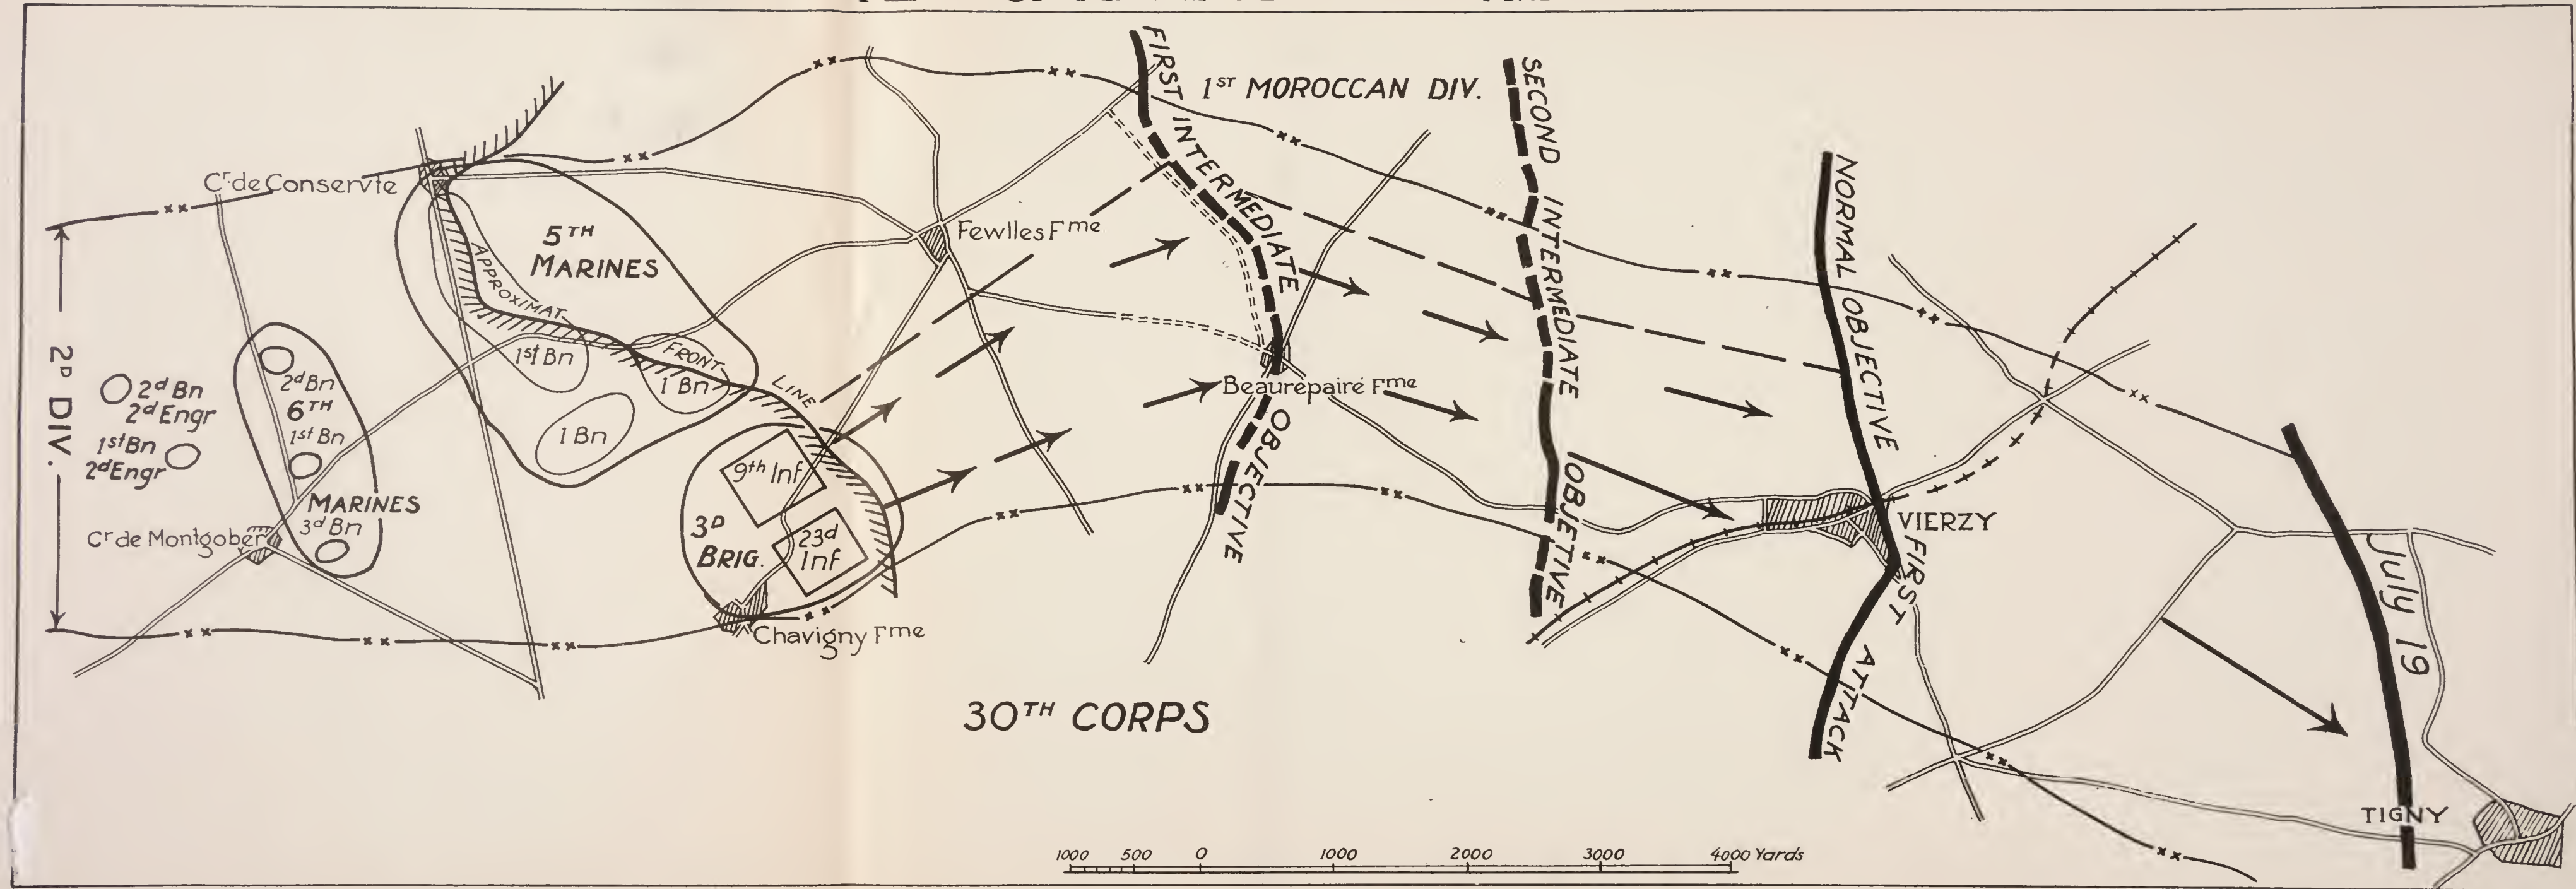 1ST MOROCCAN DIV.
FIRST INTERMEDIATE OBJECTIVE
SECOND INTERMEDIATE OBJETIVE
NORMAL OBJECTIVE
FIRST ATTACK
July 19
Cr. de Conservte
5TH
MARINES
Fewlles Fme
APPROXIMAT. FRONT LINE
1st Bn
1 Bn
1 Bn
2D DIV.
2d Bn
2d Engr
1st Bn
2d Engr
2d Bn
6TH
1st Bn
MARINES
3d Bn
Cr de Montgober
Beaurepairé Fme
9th Inf
3D
BRIG.
23d
Inf
Chavigny Fme
VIERZY
30TH CORPS
TIGNY
1000 500 0 1000 2000 3000 4000 Yards